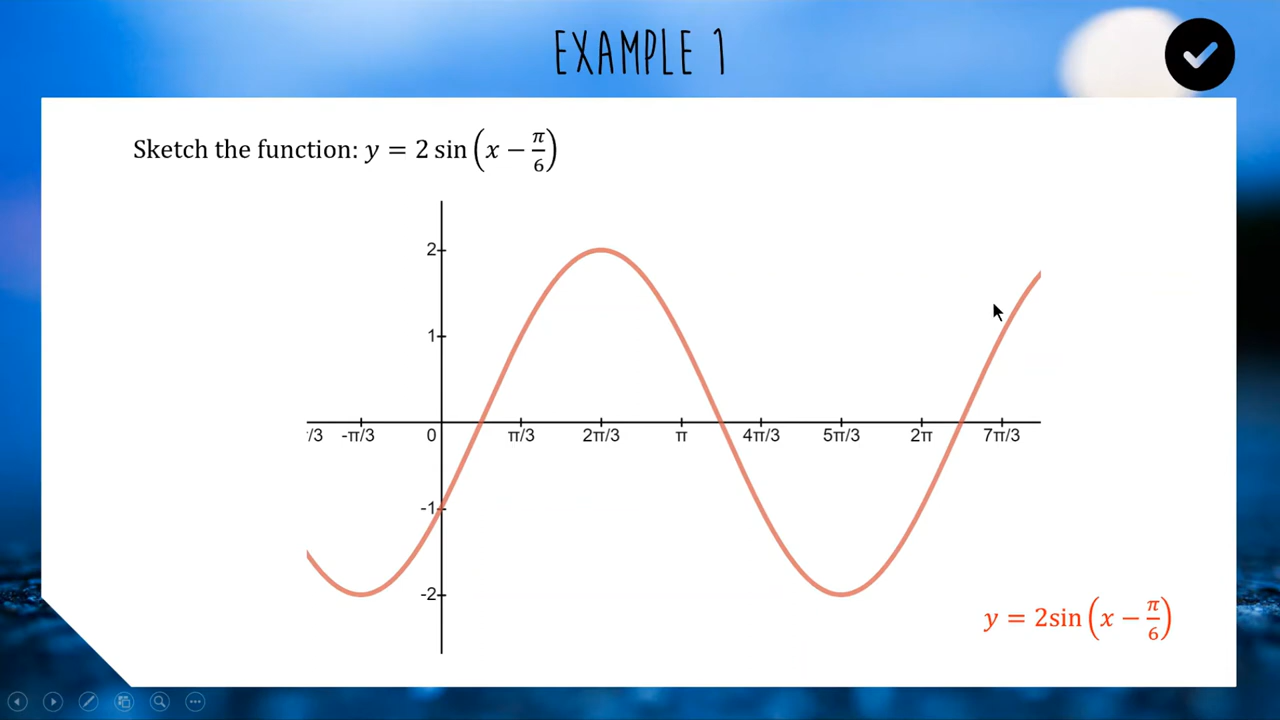 EXAMPLE 1
Sketch the function: y = 2 sin (x − π/6)
2
1
/3 -π/3 0 π/3 2π/3 π 4π/3 5π/3 2π 7π/3
-1
-2
y = 2sin (x − π/6)